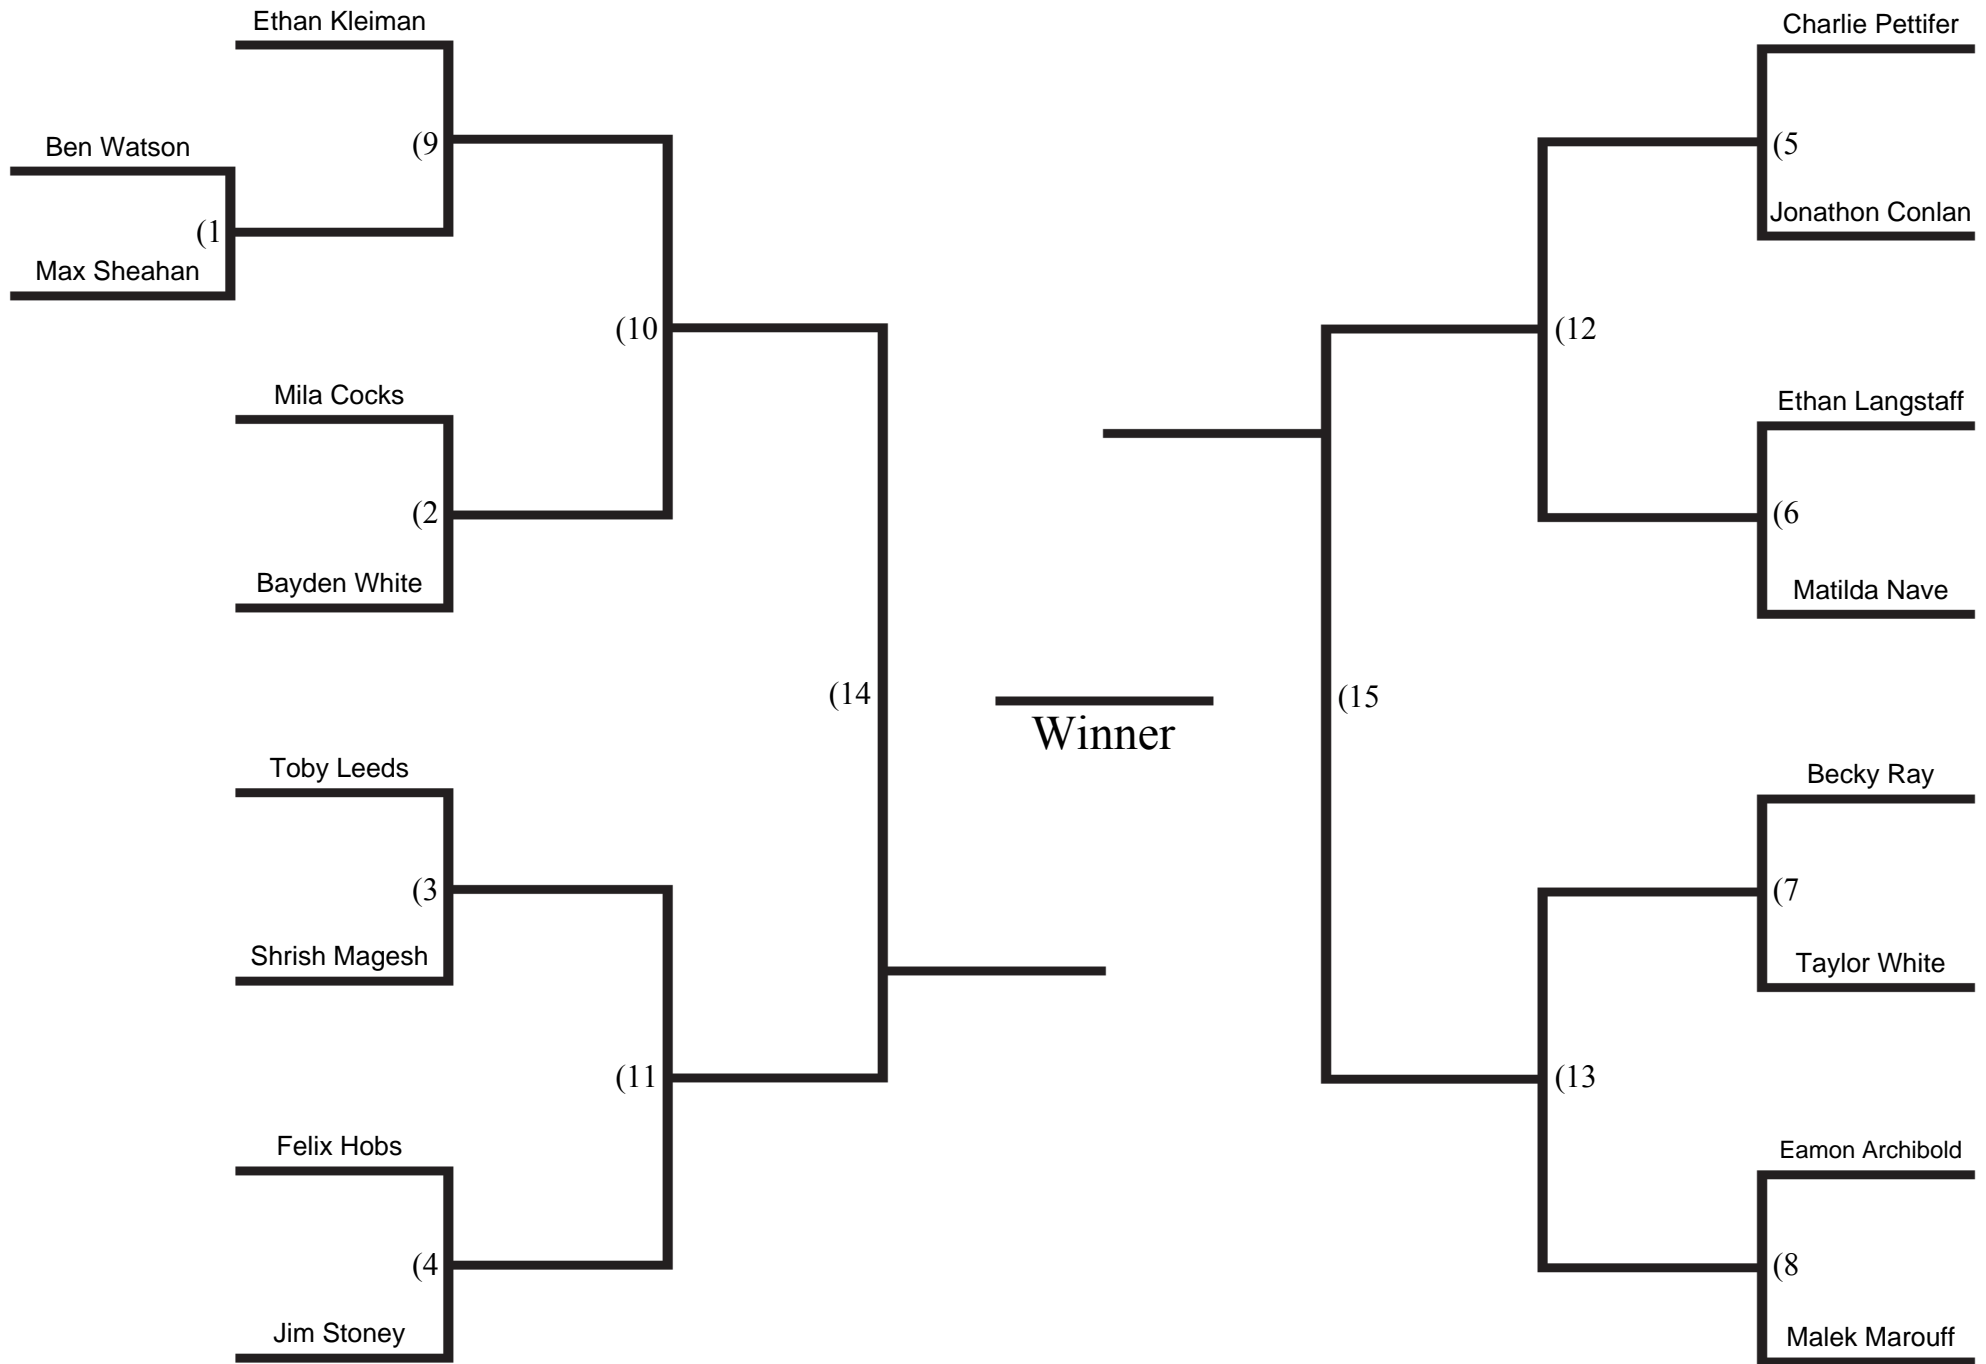 Ethan Kleiman
Charlie Pettifer
(9
(5
Ben Watson
Jonathon Conlan
(1
Max Sheahan
(10
(12
Mila Cocks
Ethan Langstaff
(2
(6
Bayden White
Matilda Nave
(14
(15
Winner
Toby Leeds
Becky Ray
(3
(7
Shrish Magesh
Taylor White
(11
(13
Felix Hobs
Eamon Archibold
(4
(8
Jim Stoney
Malek Marouff